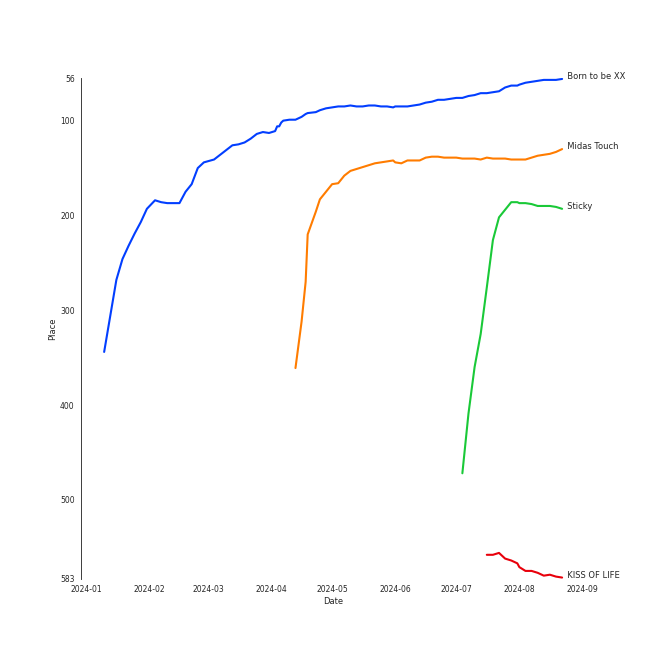 56
100
200
300
400
500
583
Place
Born to be XX
Midas Touch
Sticky
KISS OF LIFE
2024-01 2024-02 2024-03 2024-04 2024-05 2024-06 2024-07 2024-08 2024-09
Date